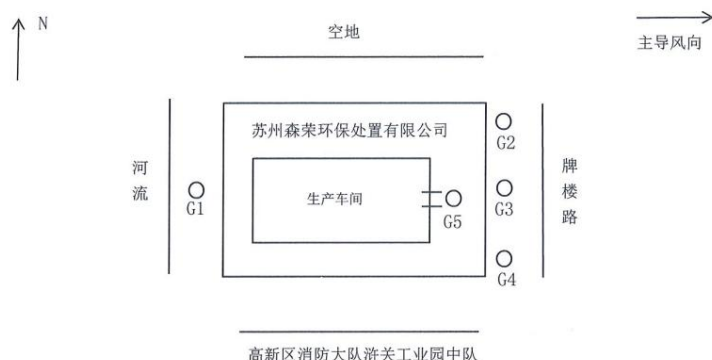 N
空地
主导风向
苏州森荣环保处置有限公司
G2
河流
牌楼路
生产车间
G1
G3
G5
G4
高新区消防大队浒关工业园中队